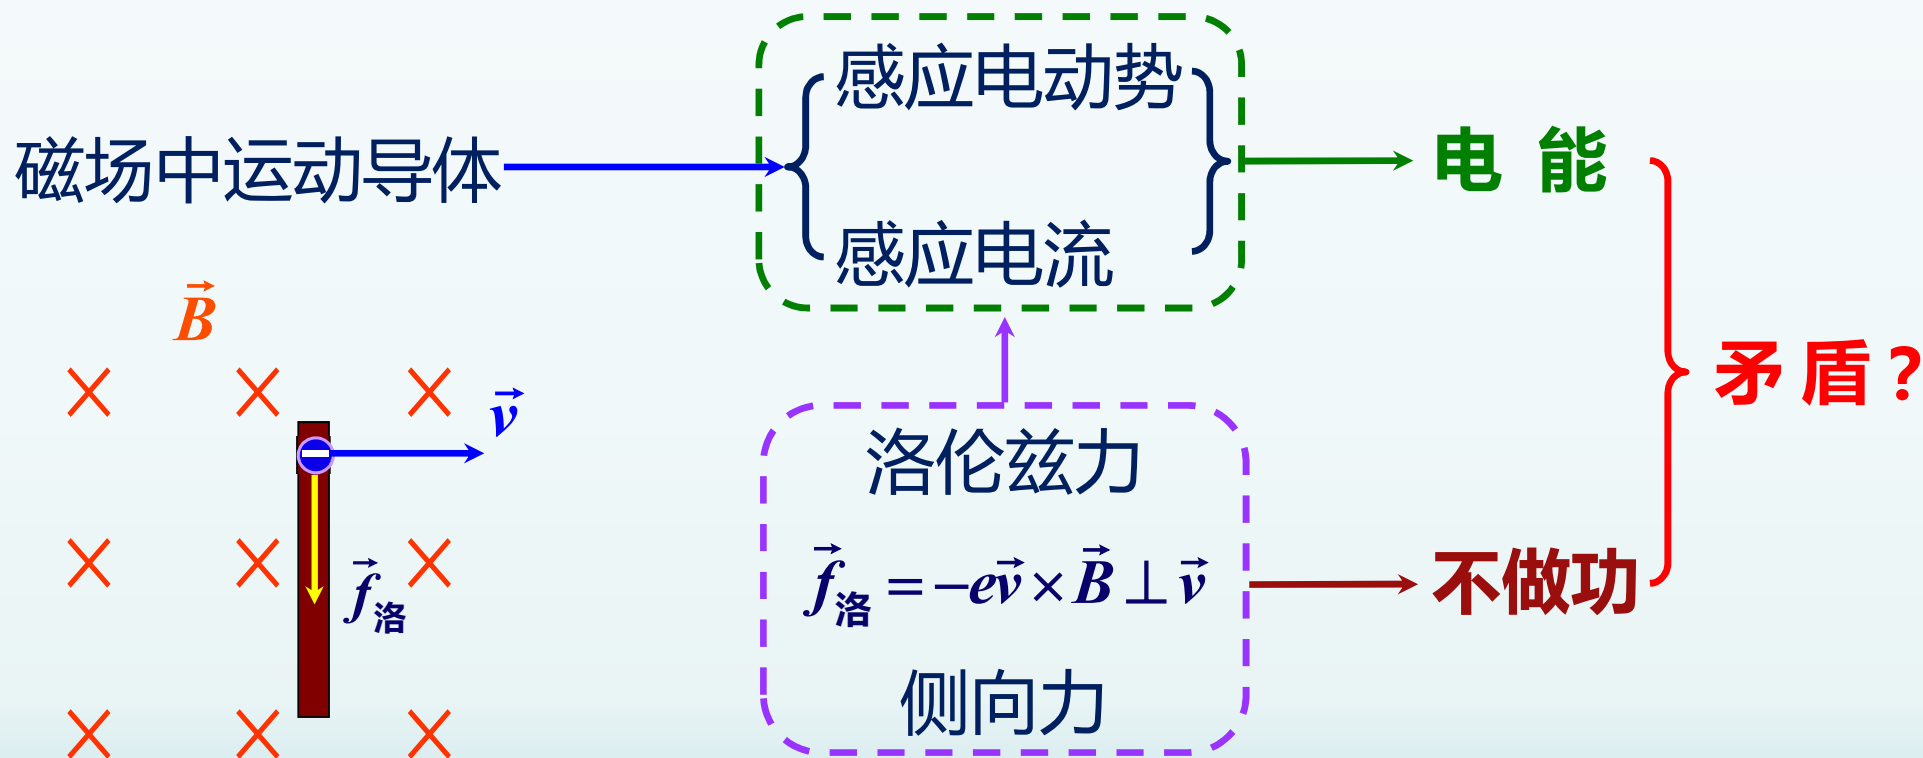 感应电动势
磁场中运动导体
电 能
感应电流
B
矛盾?
v
洛伦兹力
f洛
f洛 = −ev × B ⊥ v
不做功
侧向力